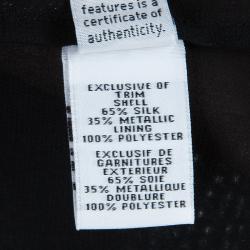 features is a
certificate of
authenticity.
EXCLUSIVE OF
TRIM
SHELL
65% SILK
35% METALLIC
LINING
100% POLYESTER
EXCLUSIF DE
GARNITURES
EXTERIEUR
65% SOIE
35% METALLIQUE
DOUBLURE
100% POLYESTER